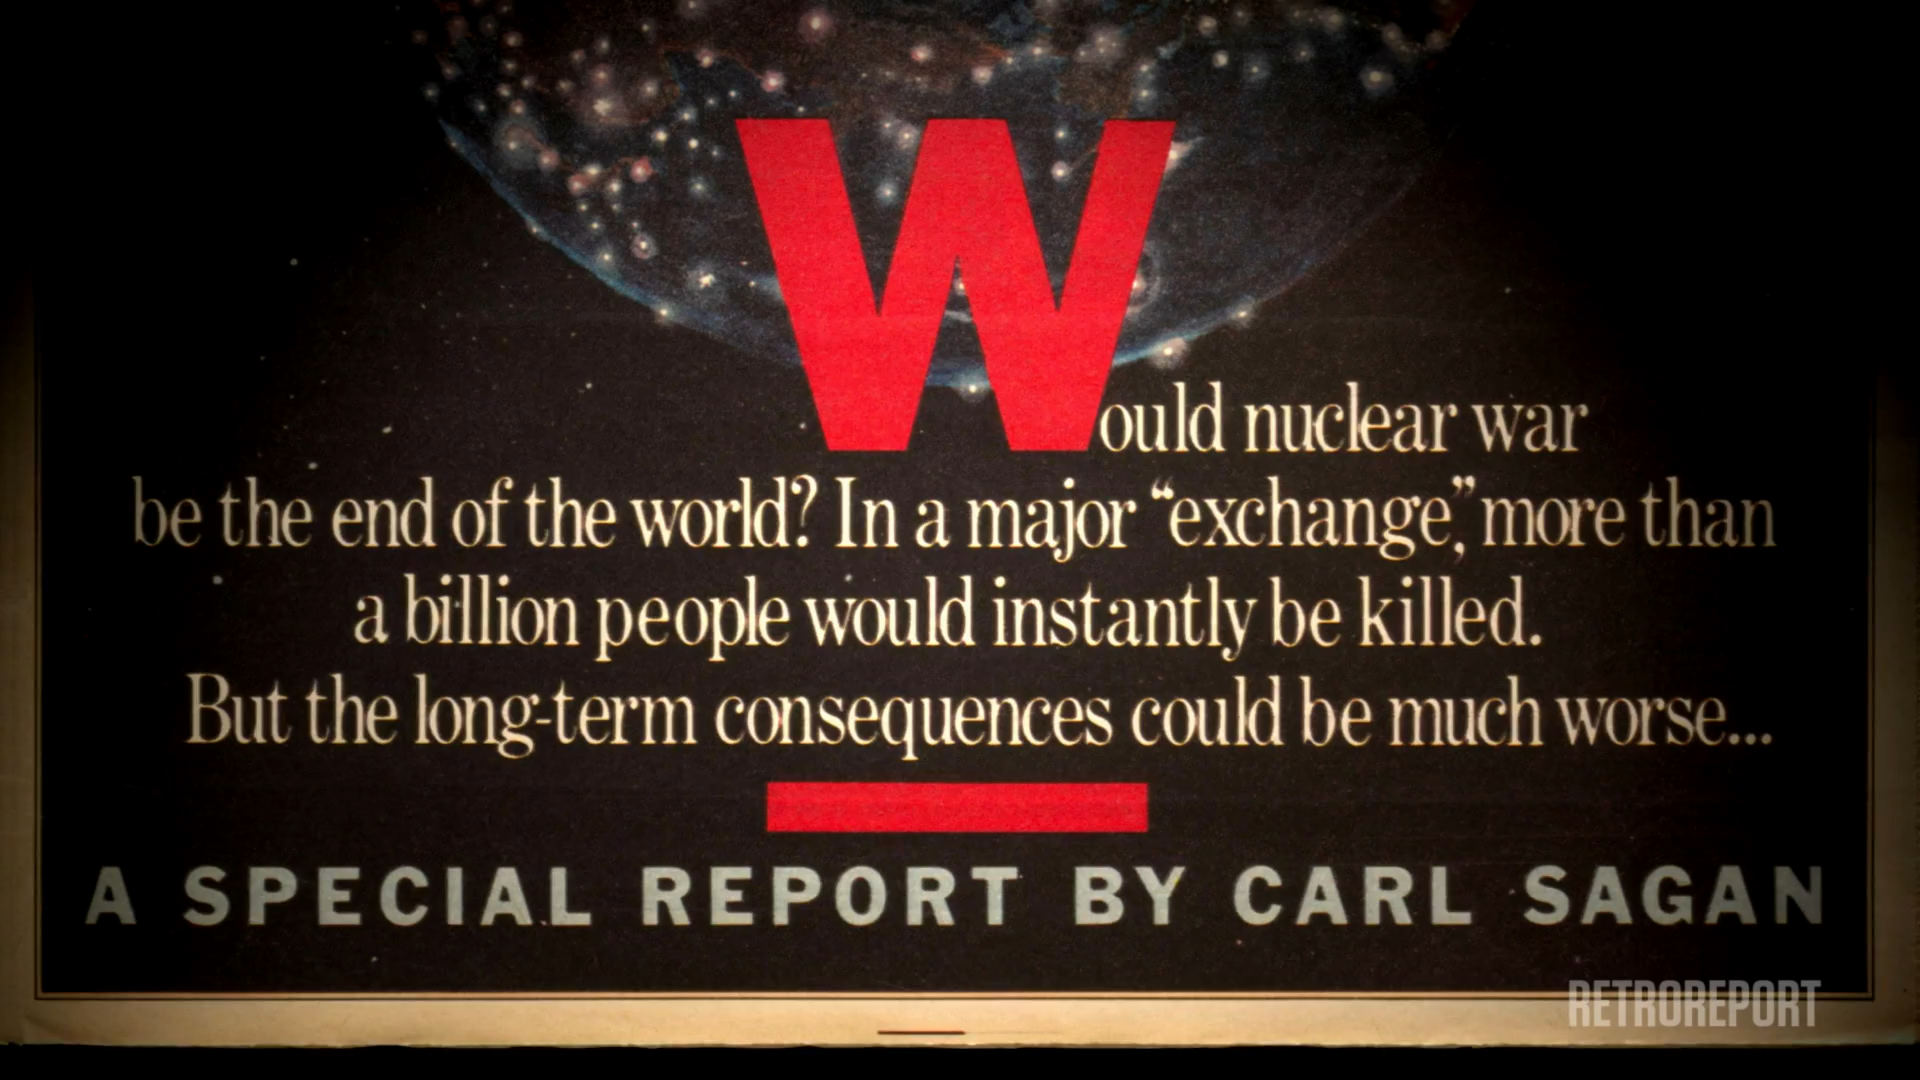 Would nuclear war
be the end of the world? In a major “exchange,” more than
a billion people would instantly be killed.
But the long-term consequences could be much worse...
A SPECIAL REPORT BY CARL SAGAN
RETROREPORT